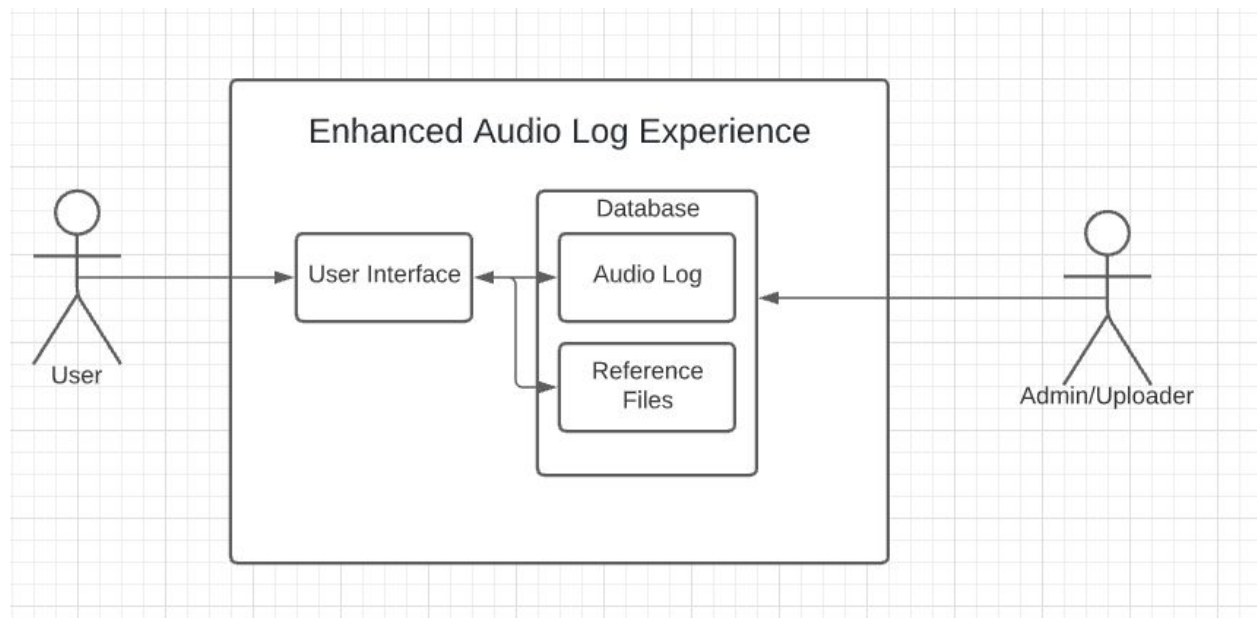 Enhanced Audio Log Experience
Database
User Interface
Audio Log
Reference
Files
User
Admin/Uploader